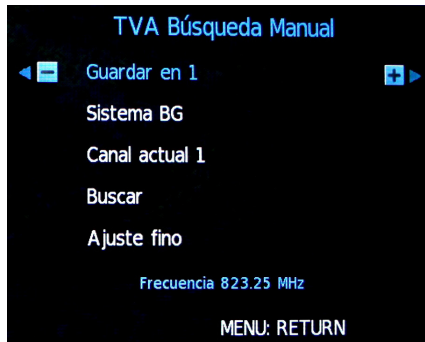 TVA Búsqueda Manual
Guardar en 1
Sistema BG
Canal actual 1
Buscar
Ajuste fino
Frecuencia 823.25 MHz
MENU: RETURN